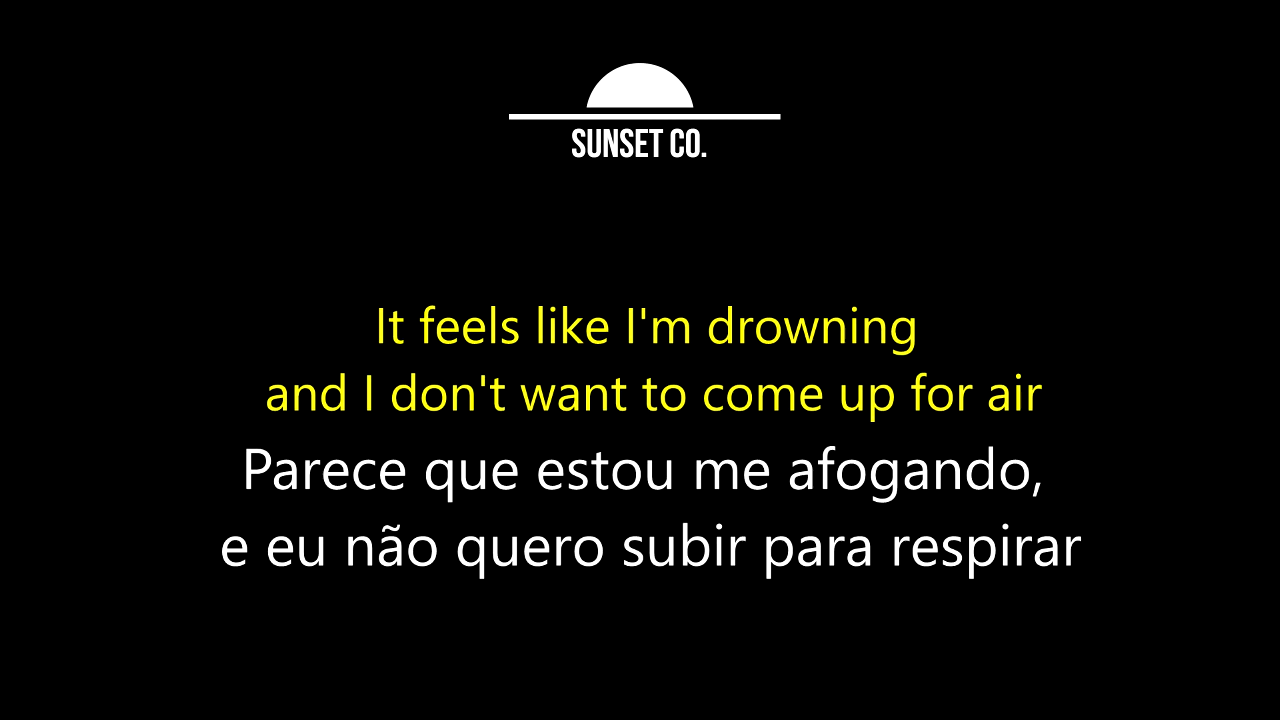 SUNSET CO.
It feels like I'm drowning
and I don't want to come up for air
Parece que estou me afogando,
e eu não quero subir para respirar